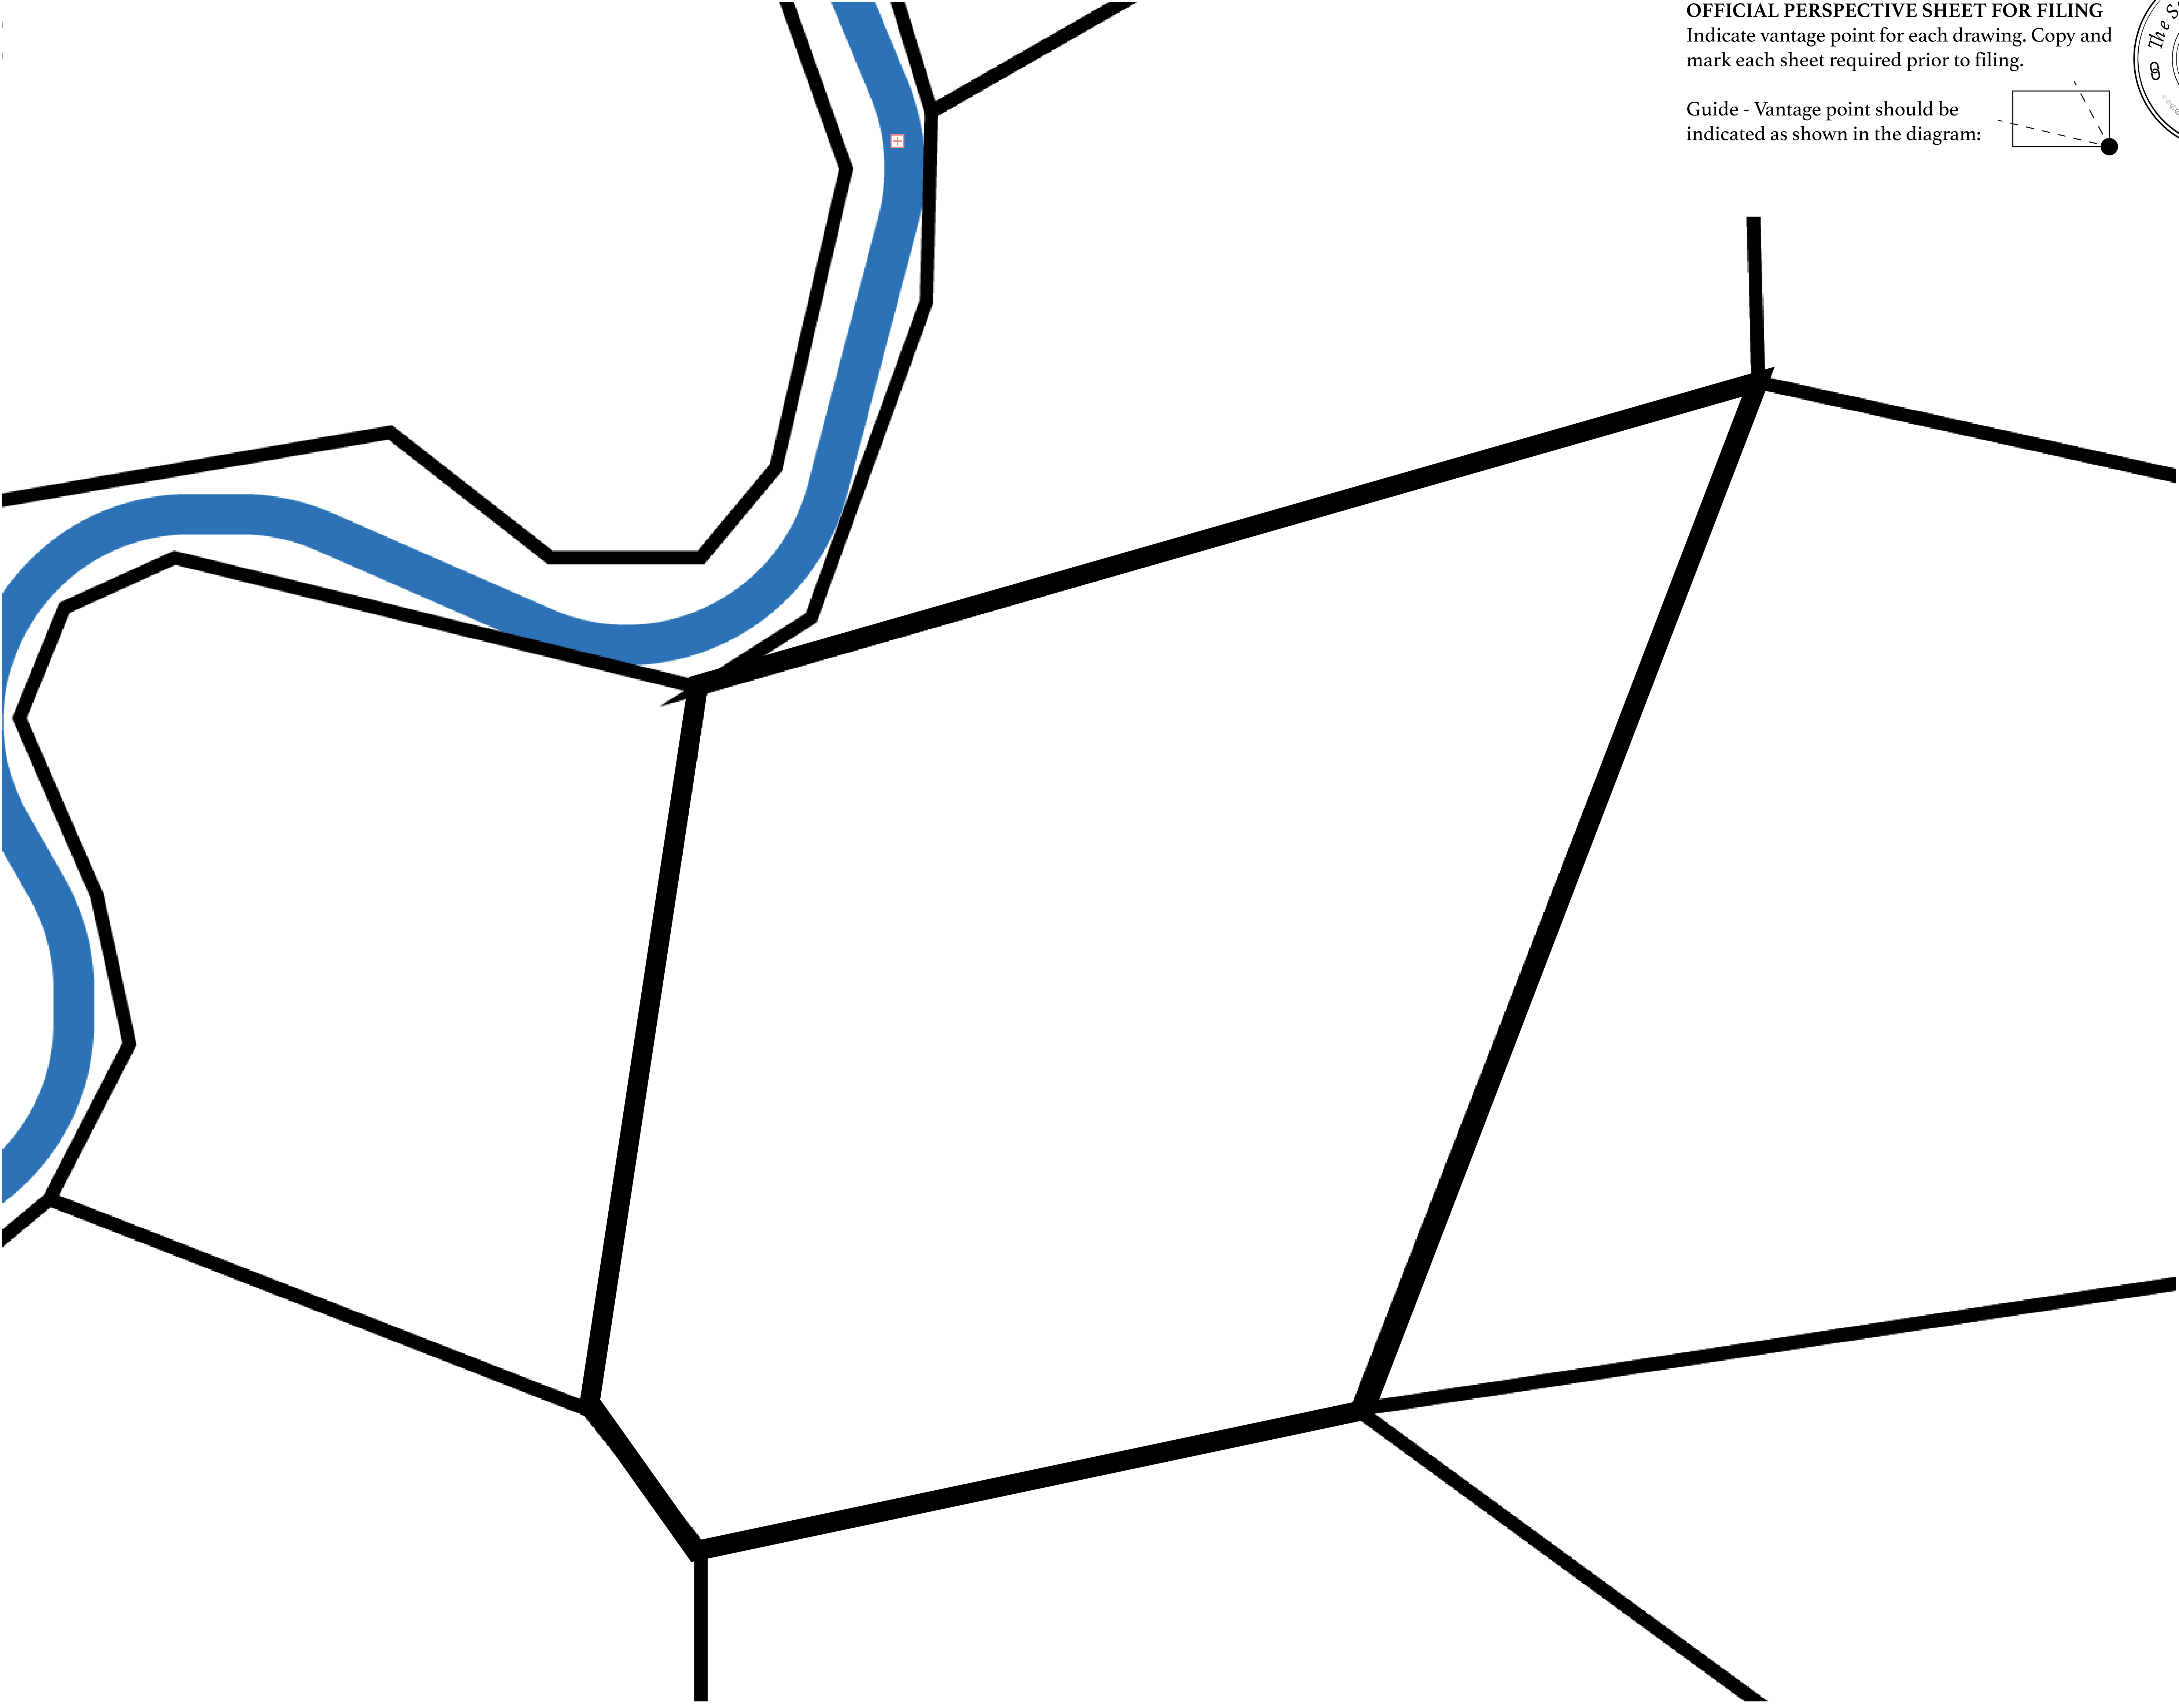 OFFICIAL PERSPECTIVE SHEET FOR FILING
Indicate vantage point for each drawing. Copy and
mark each sheet required prior to filing.
Guide - Vantage point should be
indicated as shown in the diagram:
The